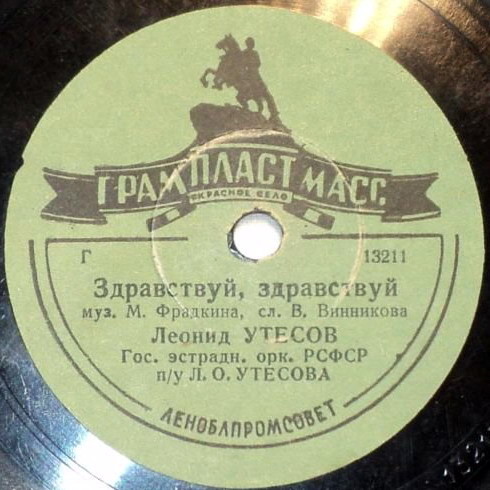 ГРАМПЛАСТМАСС
КРАСНОЕ СЕЛО
Г 13211
Здравствуй, здравствуй
муз. М. Фрадкина, сл. В. Винникова
Леонид УТЕСОВ
Гос. эстрадн. орк. РСФСР
п/у Л. О. УТЕСОВА
ЛЕНОБЛПРОМСОВЕТ